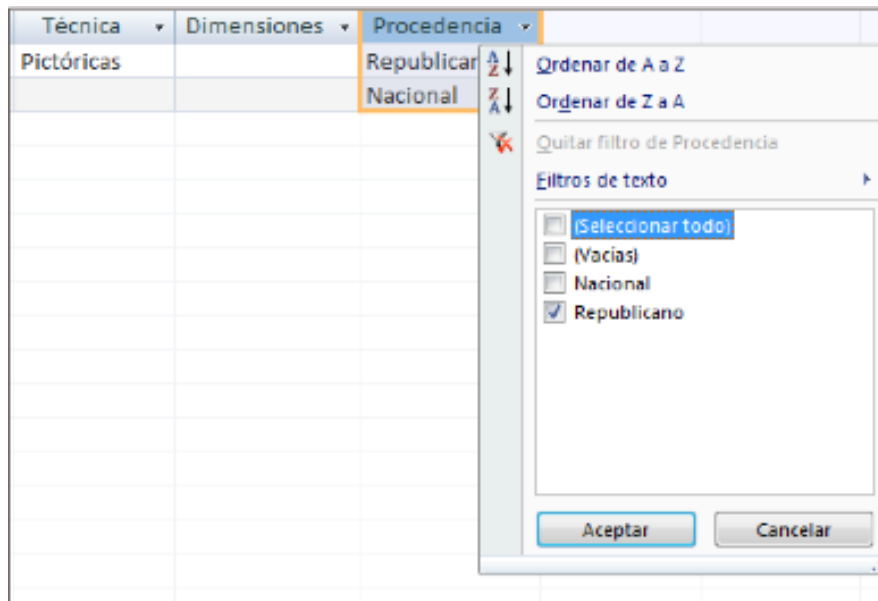 Técnica Dimensiones Procedencia
Pictóricas Republicar
Nacional
Ordenar de A a Z
Ordenar de Z a A
Quitar filtro de Procedencia
Filtros de texto
(Seleccionar todo)
(Vacias)
Nacional
Republicano
Aceptar Cancelar